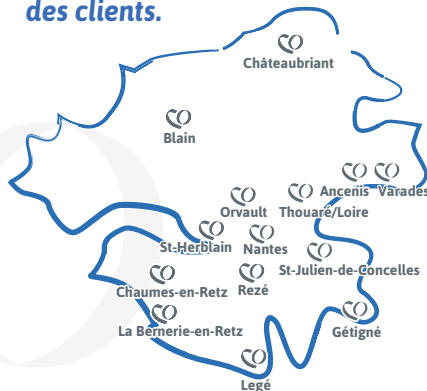 des clients.
Châteaubriant
Blain
Ancenis Varades
Orvault Thouaré/Loire
St-Herblain Nantes
St-Julien-de-Concelles
Chaumes-en-Retz Rezé
La Bernerie-en-Retz Gétigné
Legé